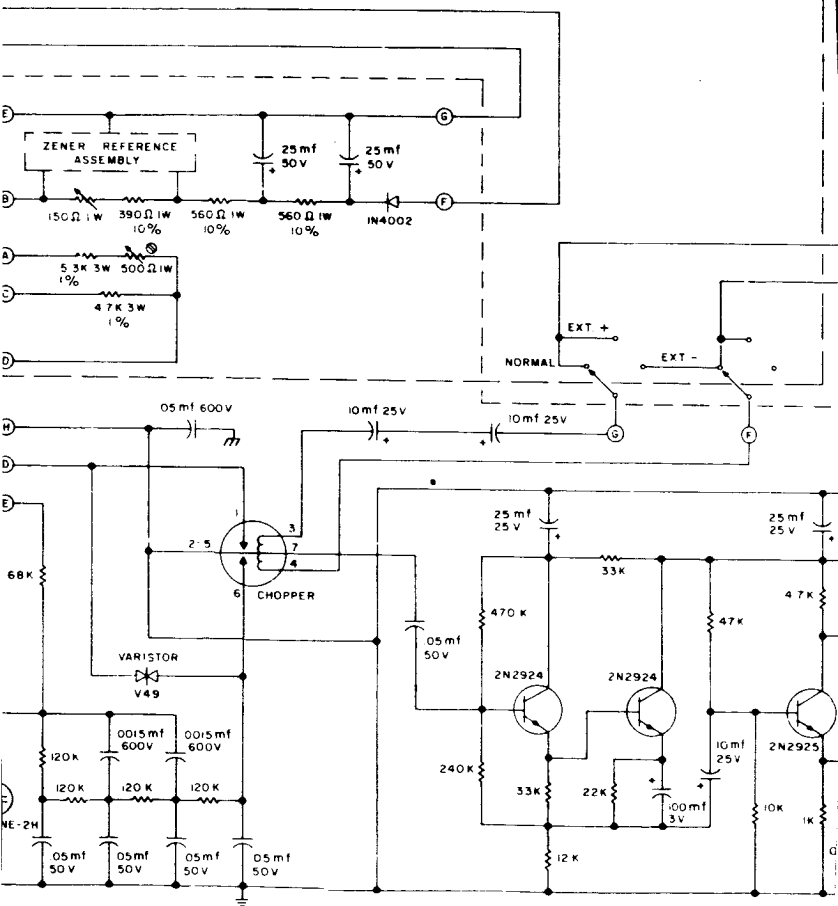 E
G
ZENER REFERENCE
ASSEMBLY
25mf
50V
+
25mf
50V
+
B
F
150Ω 1W
390Ω 1W
10%
560Ω 1W
10%
560Ω 1W
10%
1N4002
A
5.3K 3W
1%
500Ω1W
4.7K 3W
1%
D
EXT. +
NORMAL
EXT -
H
.05mf 600V
10mf 25V
+
10mf 25V
+
G
F
D
E
1
2-5
3
7
4
6
CHOPPER
68K
25mf
25V
+
25mf
25V
+
33K
470K
47K
4.7K
.05mf
50V
VARISTOR
V49
2N2924
2N2924
2N2925
.0015mf
600V
.0015mf
600V
120K
120K
120K
120K
240K
33K
22K
+
100mf
3V
10mf
25V
+
10K
1K
NE-2H
.05mf
50V
.05mf
50V
.05mf
50V
.05mf
50V
12K